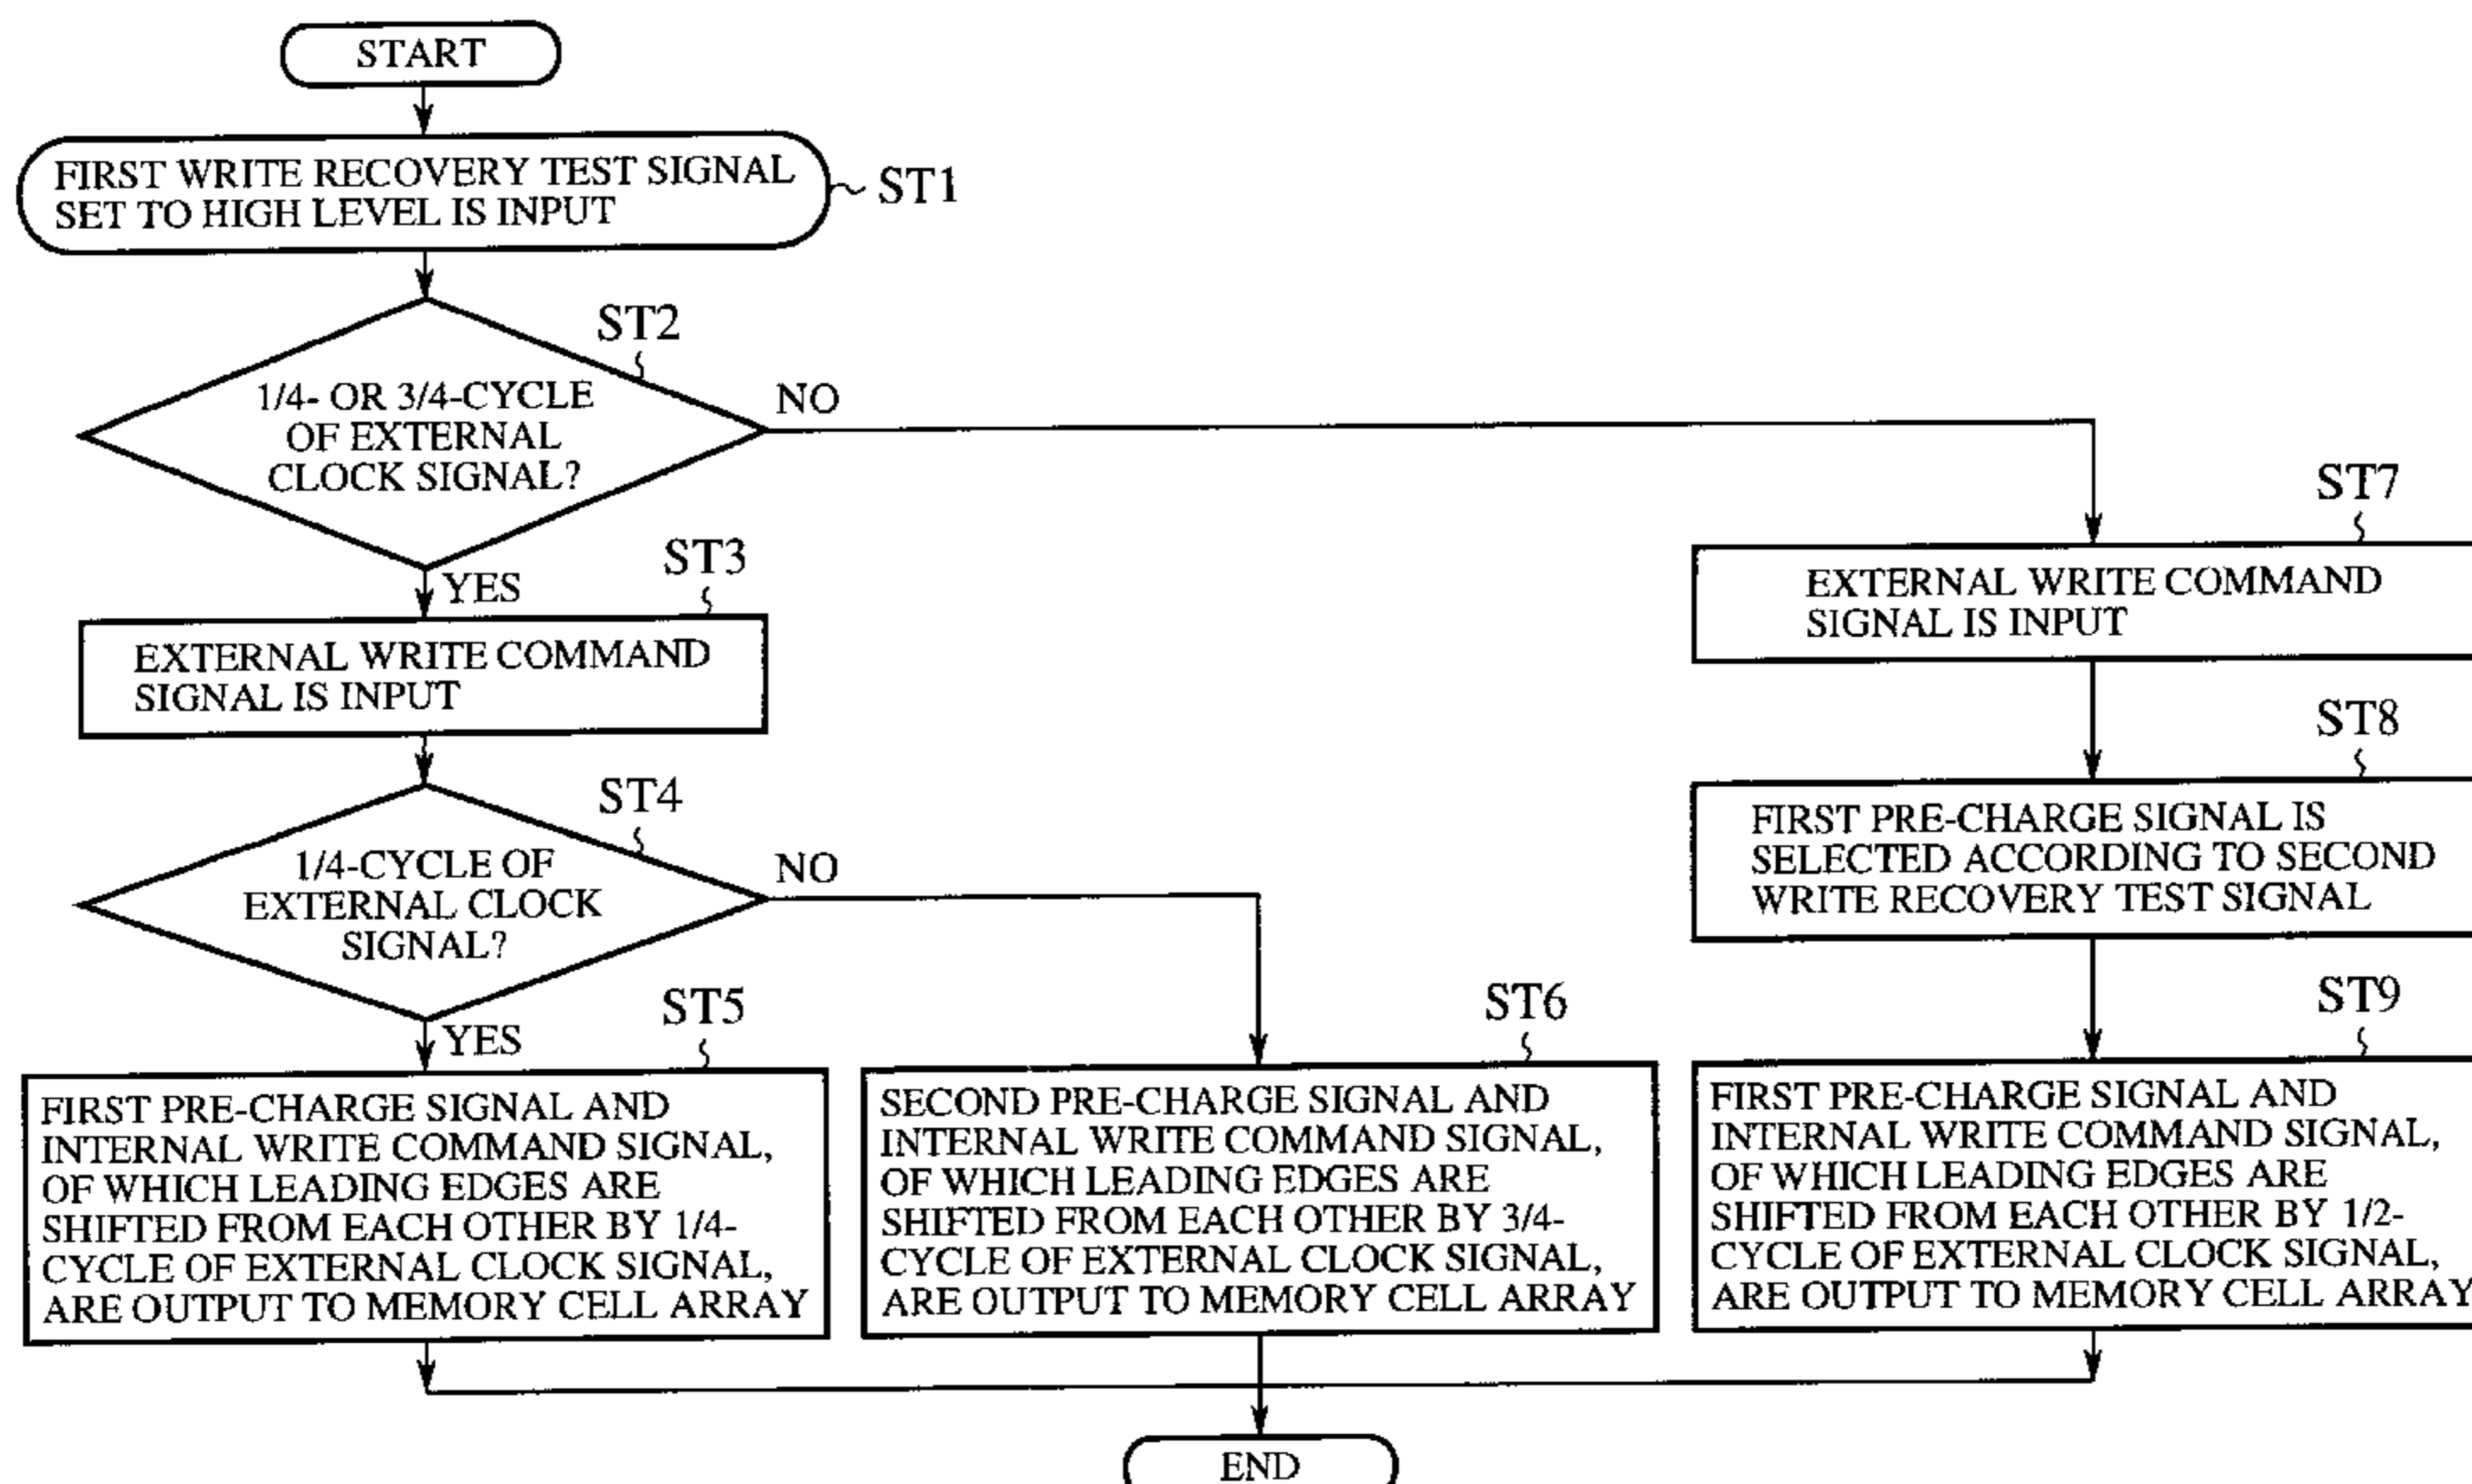 START
FIRST WRITE RECOVERY TEST SIGNAL
SET TO HIGH LEVEL IS INPUT
ST1
ST2
1/4- OR 3/4-CYCLE
OF EXTERNAL
CLOCK SIGNAL?
NO
YES
ST3
EXTERNAL WRITE COMMAND
SIGNAL IS INPUT
ST4
1/4-CYCLE OF
EXTERNAL CLOCK
SIGNAL?
NO
YES
ST5
FIRST PRE-CHARGE SIGNAL AND
INTERNAL WRITE COMMAND SIGNAL,
OF WHICH LEADING EDGES ARE
SHIFTED FROM EACH OTHER BY 1/4-
CYCLE OF EXTERNAL CLOCK SIGNAL,
ARE OUTPUT TO MEMORY CELL ARRAY
ST6
SECOND PRE-CHARGE SIGNAL AND
INTERNAL WRITE COMMAND SIGNAL,
OF WHICH LEADING EDGES ARE
SHIFTED FROM EACH OTHER BY 3/4-
CYCLE OF EXTERNAL CLOCK SIGNAL,
ARE OUTPUT TO MEMORY CELL ARRAY
ST7
EXTERNAL WRITE COMMAND
SIGNAL IS INPUT
ST8
FIRST PRE-CHARGE SIGNAL IS
SELECTED ACCORDING TO SECOND
WRITE RECOVERY TEST SIGNAL
ST9
FIRST PRE-CHARGE SIGNAL AND
INTERNAL WRITE COMMAND SIGNAL,
OF WHICH LEADING EDGES ARE
SHIFTED FROM EACH OTHER BY 1/2-
CYCLE OF EXTERNAL CLOCK SIGNAL,
ARE OUTPUT TO MEMORY CELL ARRAY
END